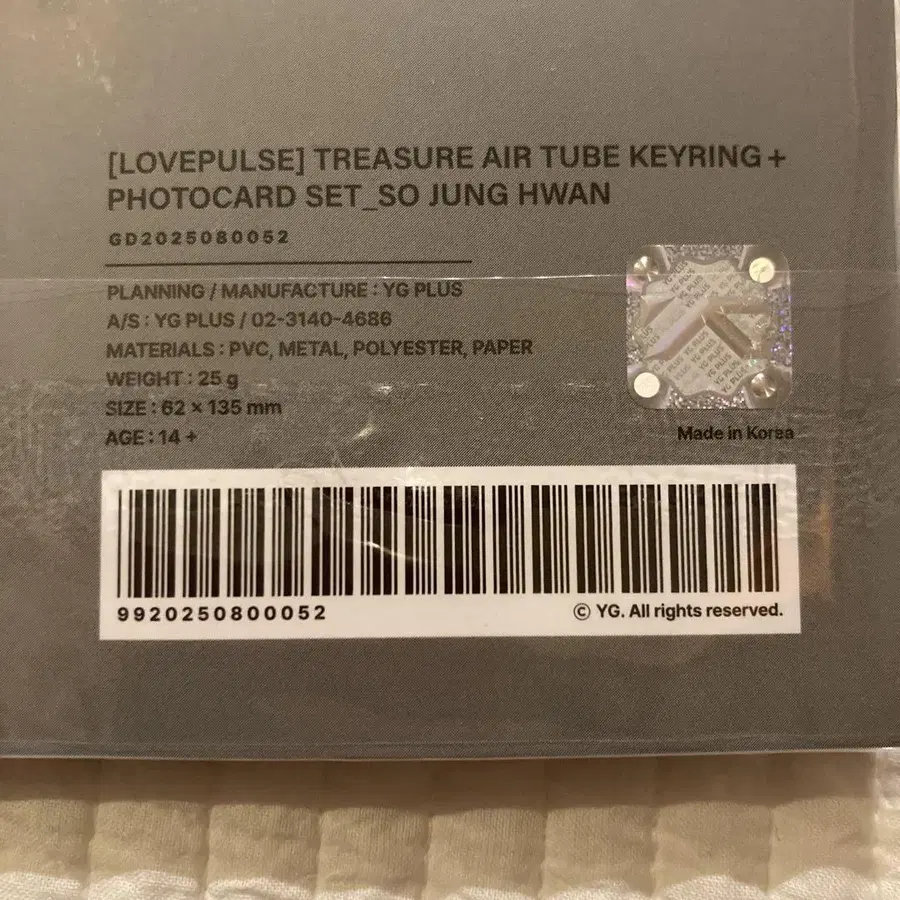 [LOVEPULSE] TREASURE AIR TUBE KEYRING +
PHOTOCARD SET_SO JUNG HWAN
GD2025080052
PLANNING / MANUFACTURE : YG PLUS
A/S : YG PLUS / 02-3140-4686
MATERIALS : PVC, METAL, POLYESTER, PAPER
WEIGHT : 25 g
SIZE : 62 × 135 mm
AGE : 14 +
YG PLUS
Made in Korea
9920250800052
© YG. All rights reserved.